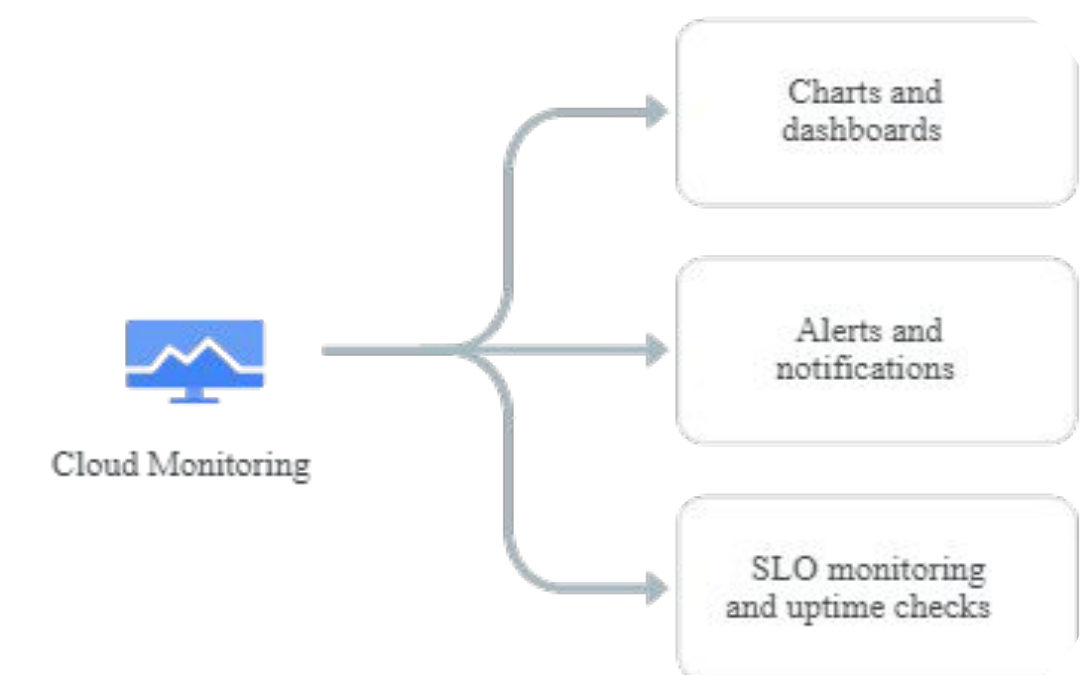 Charts and
dashboards
Alerts and
notifications
Cloud Monitoring
SLO monitoring
and uptime checks